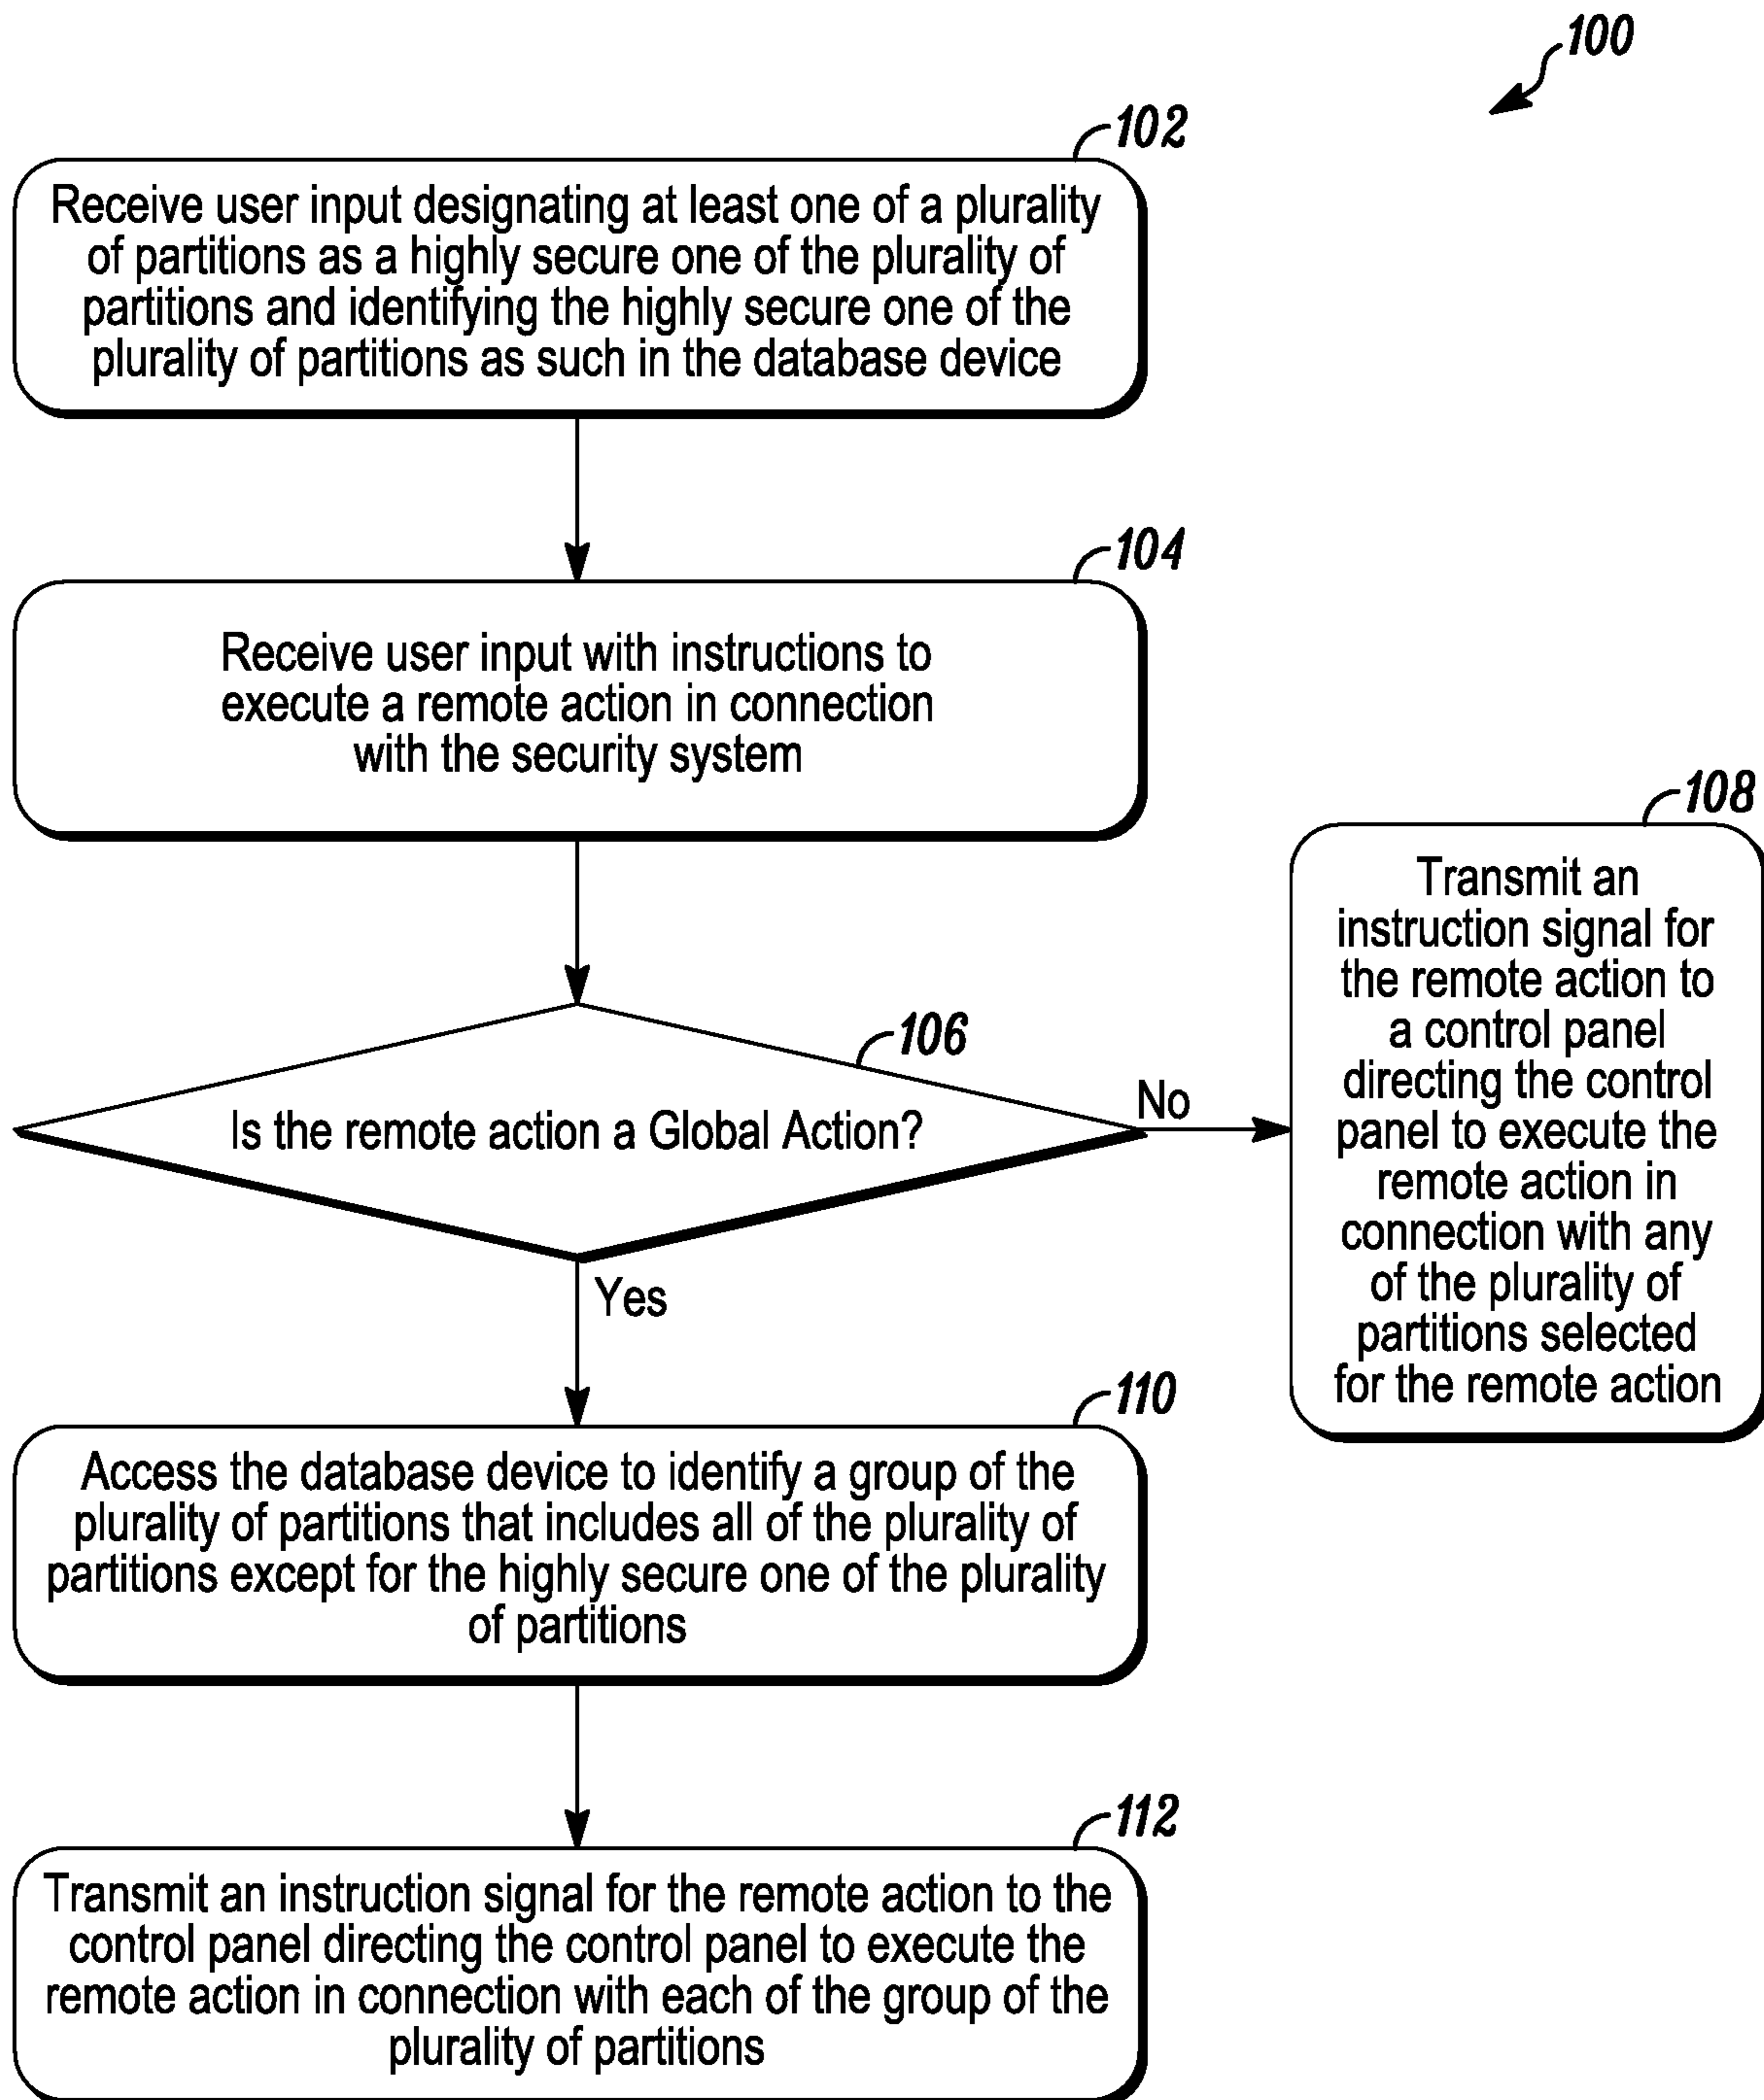 100
102
Receive user input designating at least one of a plurality
of partitions as a highly secure one of the plurality of
partitions and identifying the highly secure one of the
plurality of partitions as such in the database device
104
Receive user input with instructions to
execute a remote action in connection
with the security system
106
Is the remote action a Global Action?
No
108
Transmit an
instruction signal for
the remote action to
a control panel
directing the control
panel to execute the
remote action in
connection with any
of the plurality of
partitions selected
for the remote action
Yes
110
Access the database device to identify a group of the
plurality of partitions that includes all of the plurality of
partitions except for the highly secure one of the plurality
of partitions
112
Transmit an instruction signal for the remote action to the
control panel directing the control panel to execute the
remote action in connection with each of the group of the
plurality of partitions